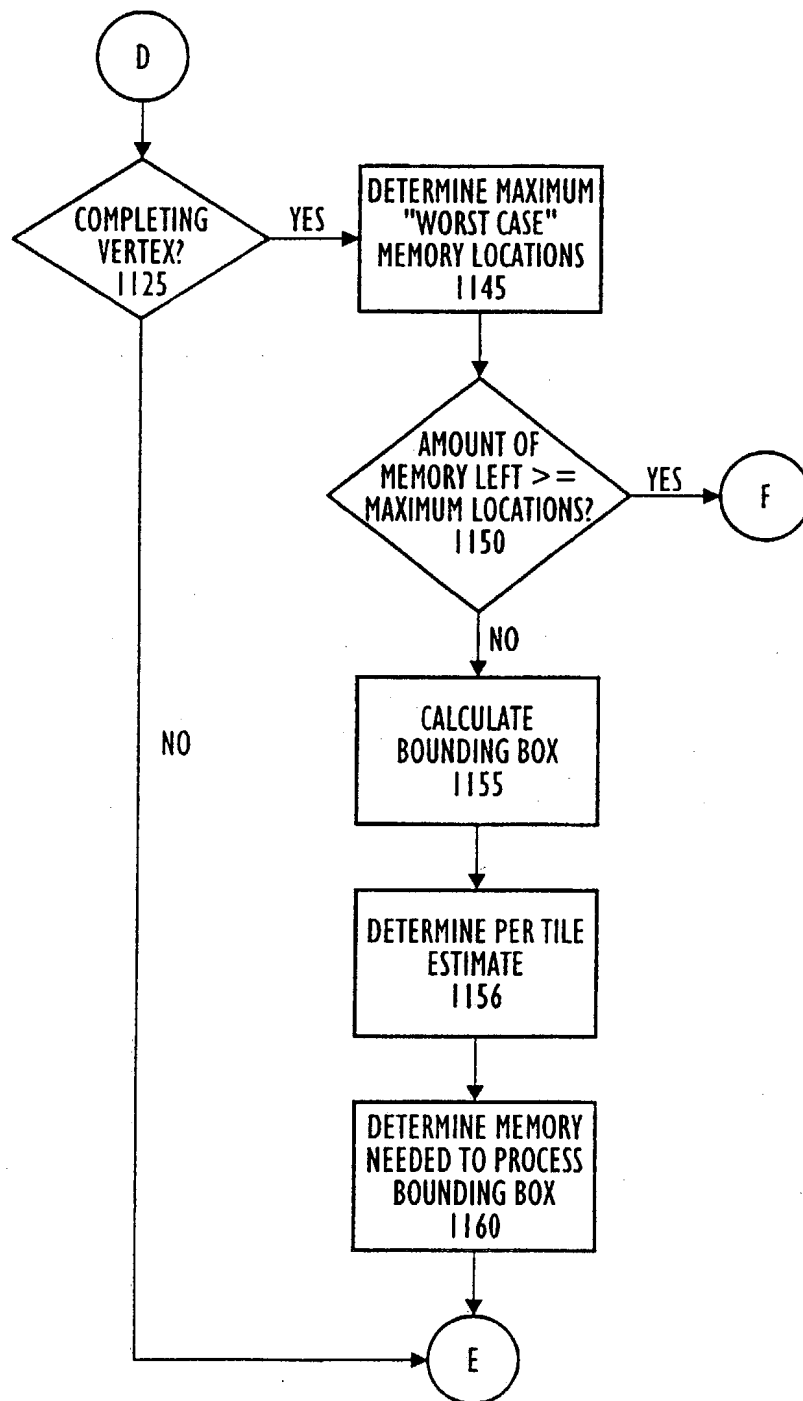 D
COMPLETING
VERTEX?
1125
YES
DETERMINE MAXIMUM
"WORST CASE"
MEMORY LOCATIONS
1145
AMOUNT OF
MEMORY LEFT >=
MAXIMUM LOCATIONS?
1150
YES
F
NO
NO
CALCULATE
BOUNDING BOX
1155
DETERMINE PER TILE
ESTIMATE
1156
DETERMINE MEMORY
NEEDED TO PROCESS
BOUNDING BOX
1160
E